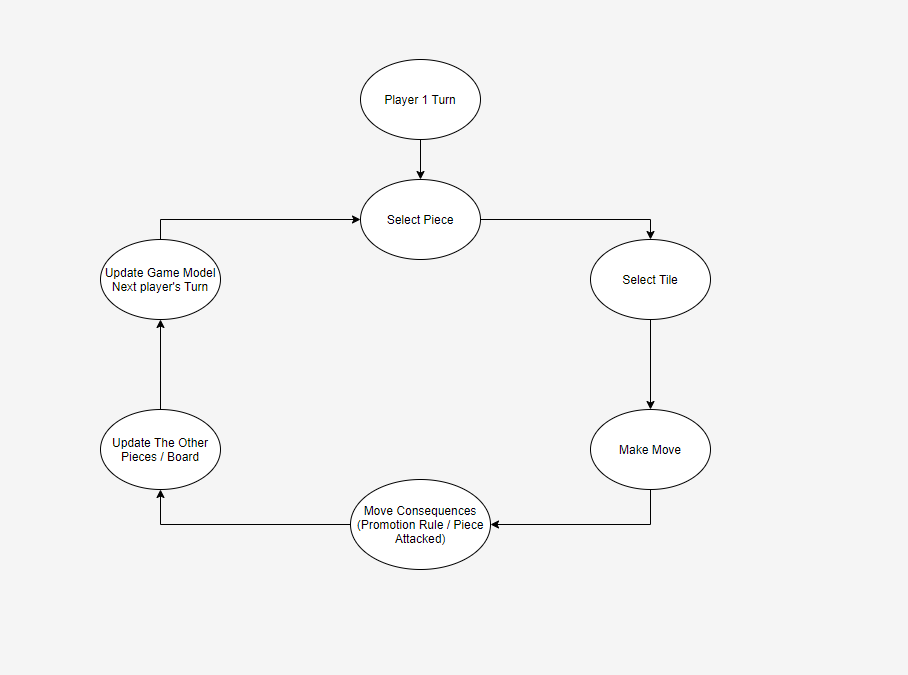 Player 1 Turn
Select Piece
Update Game Model
Next player's Turn
Select Tile
Update The Other
Pieces / Board
Make Move
Move Consequences
(Promotion Rule / Piece
Attacked)